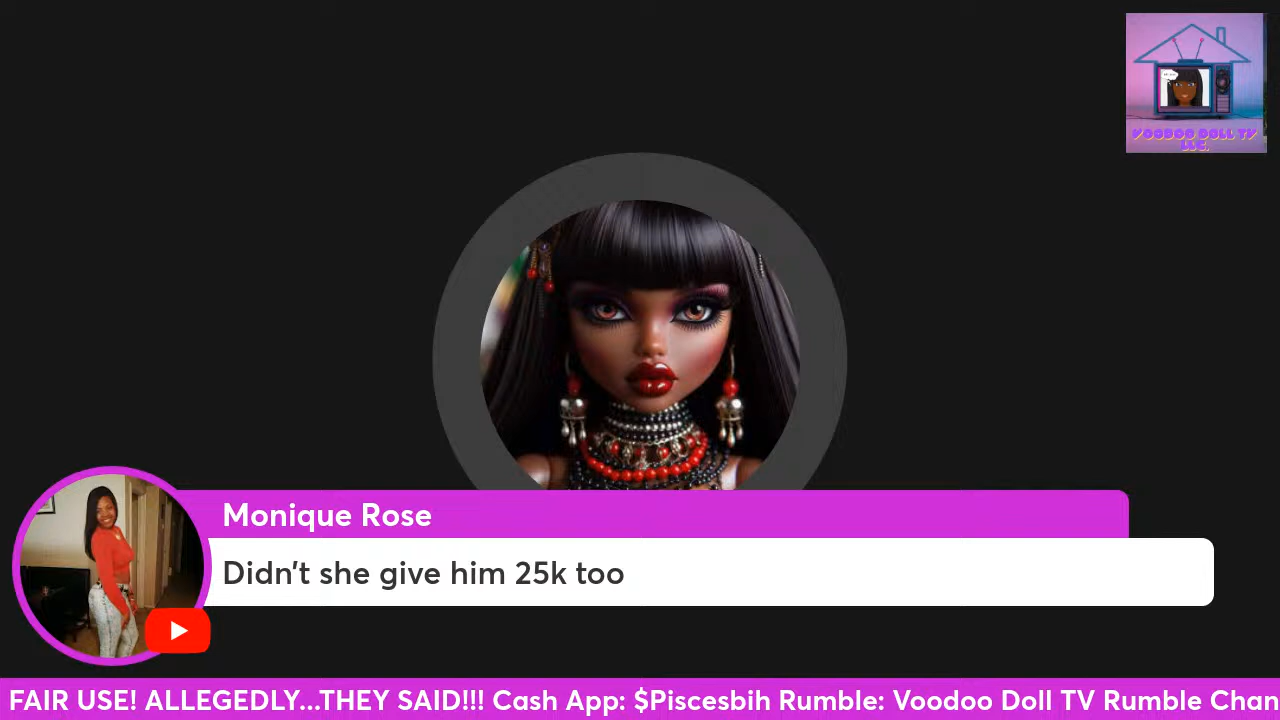 VOODOO DOLL TV
LLC.
Monique Rose
Didn't she give him 25k too
FAIR USE! ALLEGEDLY...THEY SAID!!! Cash App: $Piscesbih Rumble: Voodoo Doll TV Rumble Chan